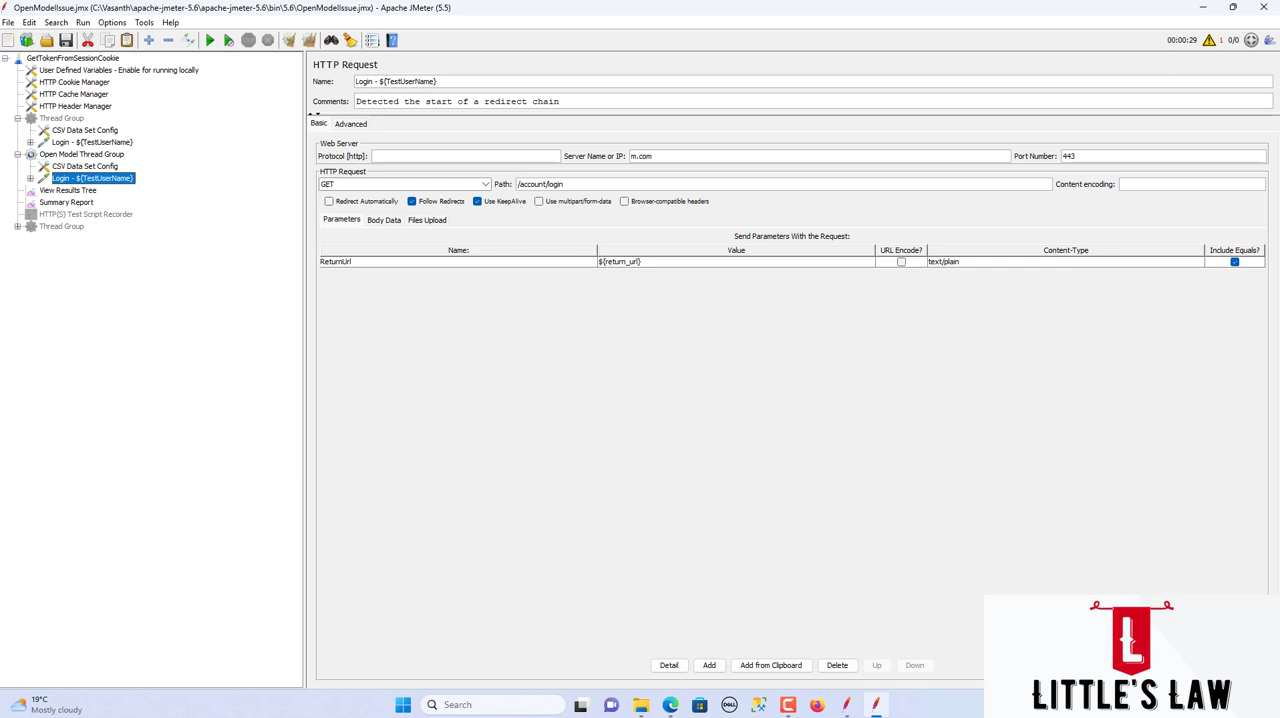 OpenModelIssue.jmx (C:\Vasanth\apache-jmeter-5.6\apache-jmeter-5.6\bin\5.6\OpenModelIssue.jmx) - Apache JMeter (5.5)
File Edit Search Run Options Tools Help
00:00:29 1 0/0
GetTokenFromSessionCookie
User Defined Variables - Enable for running locally
HTTP Cookie Manager
HTTP Cache Manager
HTTP Header Manager
Thread Group
CSV Data Set Config
Login - ${TestUserName}
Open Model Thread Group
CSV Data Set Config
Login - ${TestUserName}
View Results Tree
Summary Report
HTTP(S) Test Script Recorder
Thread Group
HTTP Request
Name: Login - ${TestUserName}
Comments: Detected the start of a redirect chain
Basic Advanced
Web Server
Protocol [http]: Server Name or IP: m.com Port Number: 443
HTTP Request
GET Path: /account/login Content encoding:
Redirect Automatically Follow Redirects Use KeepAlive Use multipart/form-data Browser-compatible headers
Parameters Body Data Files Upload
Send Parameters With the Request:
Name: Value URL Encode? Content-Type Include Equals?
ReturnUrl ${return_url} text/plain
Detail Add Add from Clipboard Delete Up Down
L
LITTLE'S LAW
19°C
Mostly cloudy
Search
DELL